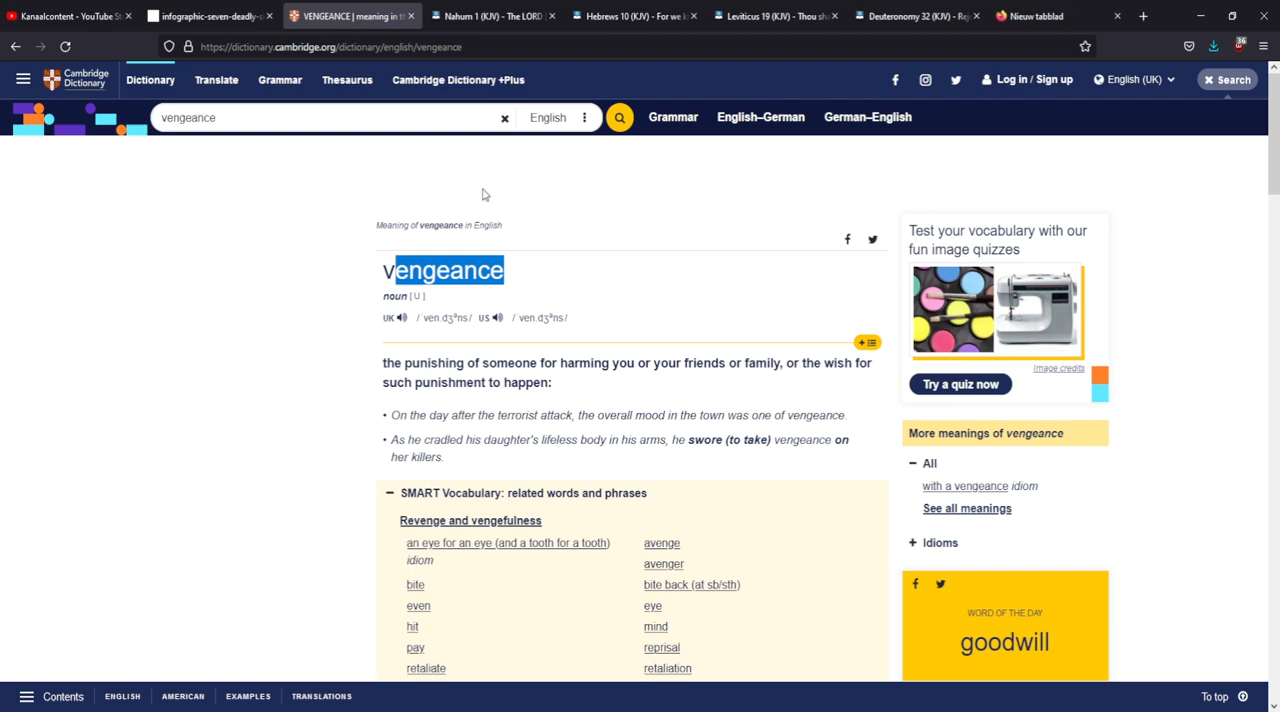 Kanaalcontent - YouTube St
infographic-seven-deadly-s
VENGEANCE | meaning in th
Nahum 1 (KJV) - The LORD
Hebrews 10 (KJV) - For we k
Leviticus 19 (KJV) - Thou sha
Deuteronomy 32 (KJV) - Re
Nieuw tabblad
https://dictionary.cambridge.org/dictionary/english/vengeance
36
Cambridge
Dictionary
Dictionary Translate Grammar Thesaurus Cambridge Dictionary +Plus
Log in / Sign up
English (UK)
Search
vengeance
English
Grammar English–German German–English
Meaning of vengeance in English
vengeance
noun [ U ]
UK /ˈven.dʒəns/ US /ˈven.dʒəns/
the punishing of someone for harming you or your friends or family, or the wish for
such punishment to happen:
• On the day after the terrorist attack, the overall mood in the town was one of vengeance.
• As he cradled his daughter's lifeless body in his arms, he swore (to take) vengeance on
her killers.
− SMART Vocabulary: related words and phrases
Revenge and vengefulness
an eye for an eye (and a tooth for a tooth)
idiom
bite
even
hit
pay
retaliate
avenge
avenger
bite back (at sb/sth)
eye
mind
reprisal
retaliation
Test your vocabulary with our
fun image quizzes
Image credits
Try a quiz now
More meanings of vengeance
− All
with a vengeance idiom
See all meanings
+ Idioms
WORD OF THE DAY
goodwill
Contents ENGLISH AMERICAN EXAMPLES TRANSLATIONS
To top